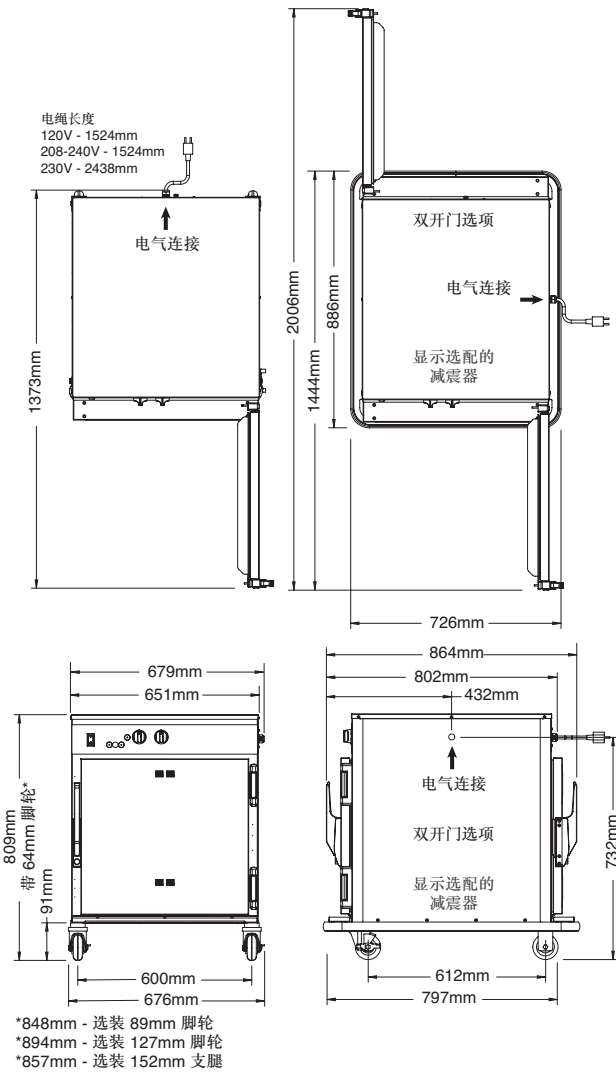 电绳长度
120V - 1524mm
208-240V - 1524mm
230V - 2438mm
电气连接
1373mm
2006mm
1444mm
886mm
双开门选项
电气连接
显示选配的
减震器
726mm
679mm
651mm
809mm
带 64mm 脚轮*
91mm
600mm
676mm
864mm
802mm
432mm
电气连接
双开门选项
显示选配的
减震器
732mm
612mm
797mm
*848mm - 选装 89mm 脚轮
*894mm - 选装 127mm 脚轮
*857mm - 选装 152mm 支腿